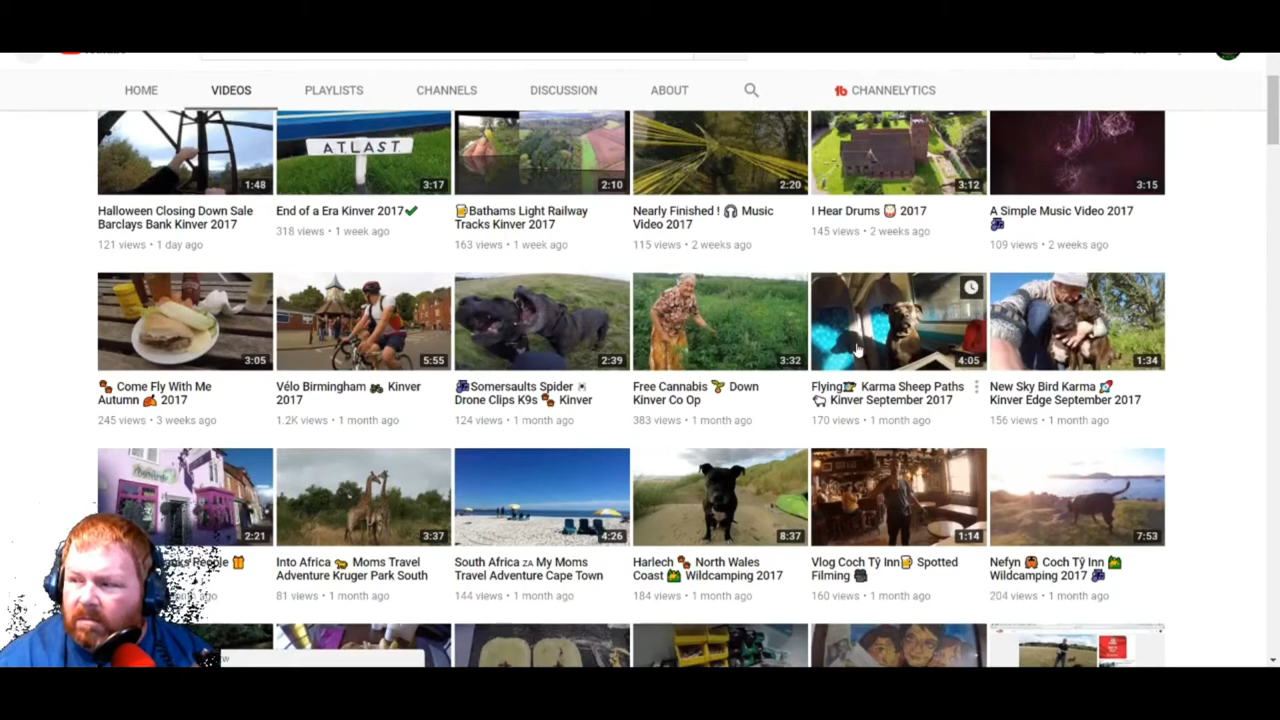 HOME VIDEOS PLAYLISTS CHANNELS DISCUSSION ABOUT CHANNELYTICS
ATLAST
1:48 3:17 2:10 2:20 3:12 3:15
Halloween Closing Down Sale
Barclays Bank Kinver 2017
121 views • 1 day ago
End of a Era Kinver 2017
318 views • 1 week ago
Bathams Light Railway
Tracks Kinver 2017
163 views • 1 week ago
Nearly Finished ! Music
Video 2017
115 views • 2 weeks ago
I Hear Drums 2017
145 views • 2 weeks ago
A Simple Music Video 2017
109 views • 2 weeks ago
3:05 5:55 2:39 3:32 4:05 1:34
Come Fly With Me
Autumn 2017
245 views • 3 weeks ago
Vélo Birmingham Kinver
2017
1.2K views • 1 month ago
Somersaults Spider
Drone Clips K9s Kinver
124 views • 1 month ago
Free Cannabis Down
Kinver Co Op
383 views • 1 month ago
Flying Karma Sheep Paths
Kinver September 2017
170 views • 1 month ago
New Sky Bird Karma
Kinver Edge September 2017
156 views • 1 month ago
2:21 3:37 4:26 8:37 1:14 7:53
People
month ago
Into Africa Moms Travel
Adventure Kruger Park South
81 views • 1 month ago
South Africa ZA My Moms
Travel Adventure Cape Town
144 views • 1 month ago
Harlech North Wales
Coast Wildcamping 2017
184 views • 1 month ago
Vlog Coch Tŷ Inn Spotted
Filming
160 views • 1 month ago
Nefyn Coch Tŷ Inn
Wildcamping 2017
204 views • 1 month ago